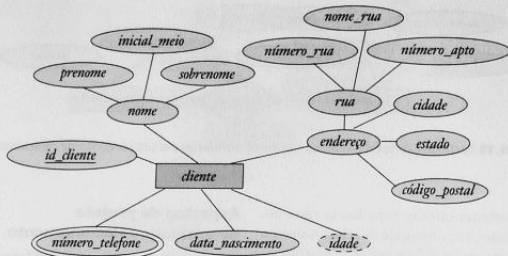 nome_rua
inicial_meio
número_rua
número_apto
prenome
sobrenome
rua
cidade
nome
endereço
estado
id_cliente
cliente
código_postal
número_telefone
data_nascimento
idade